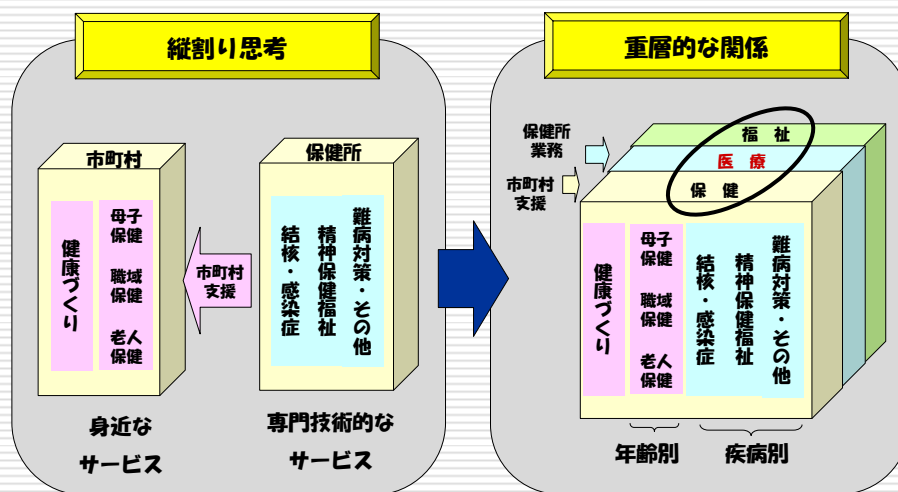 縦割り思考
市町村
健康づくり
母子
保健
職域
保健
老人
保健
身近な
サービス
市町村
支援
保健所
結核・感染症
精神保健福祉
難病対策・その他
専門技術的な
サービス
重層的な関係
保健所
業務
市町村
支援
福 祉
医 療
保 健
健康づくり
母子
保健
職域
保健
老人
保健
結核・感染症
精神保健福祉
難病対策・その他
年齢別
疾病別